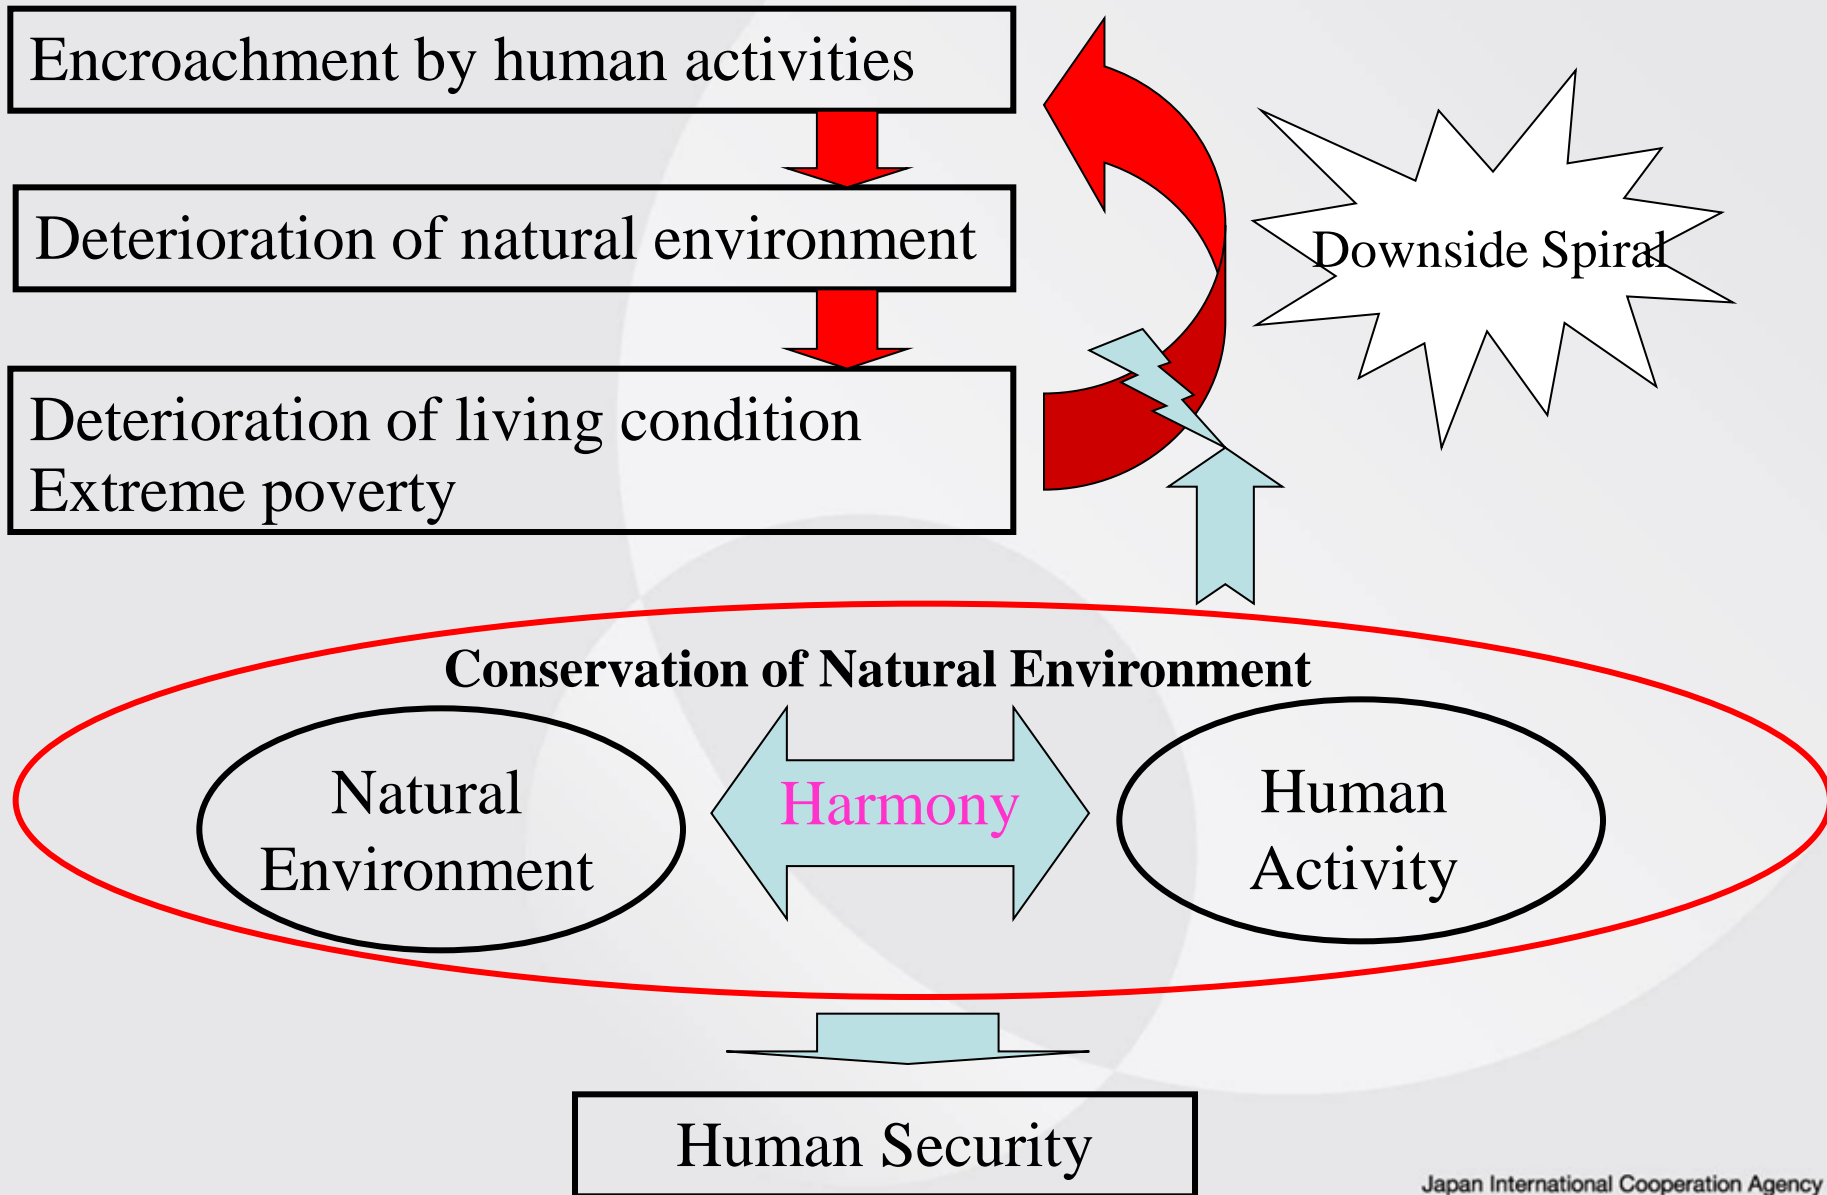 Encroachment by human activities
Deterioration of natural environment
Downside Spiral
Deterioration of living condition
Extreme poverty
Conservation of Natural Environment
Natural
Environment
Harmony
Human
Activity
Human Security
Japan International Cooperation Agency